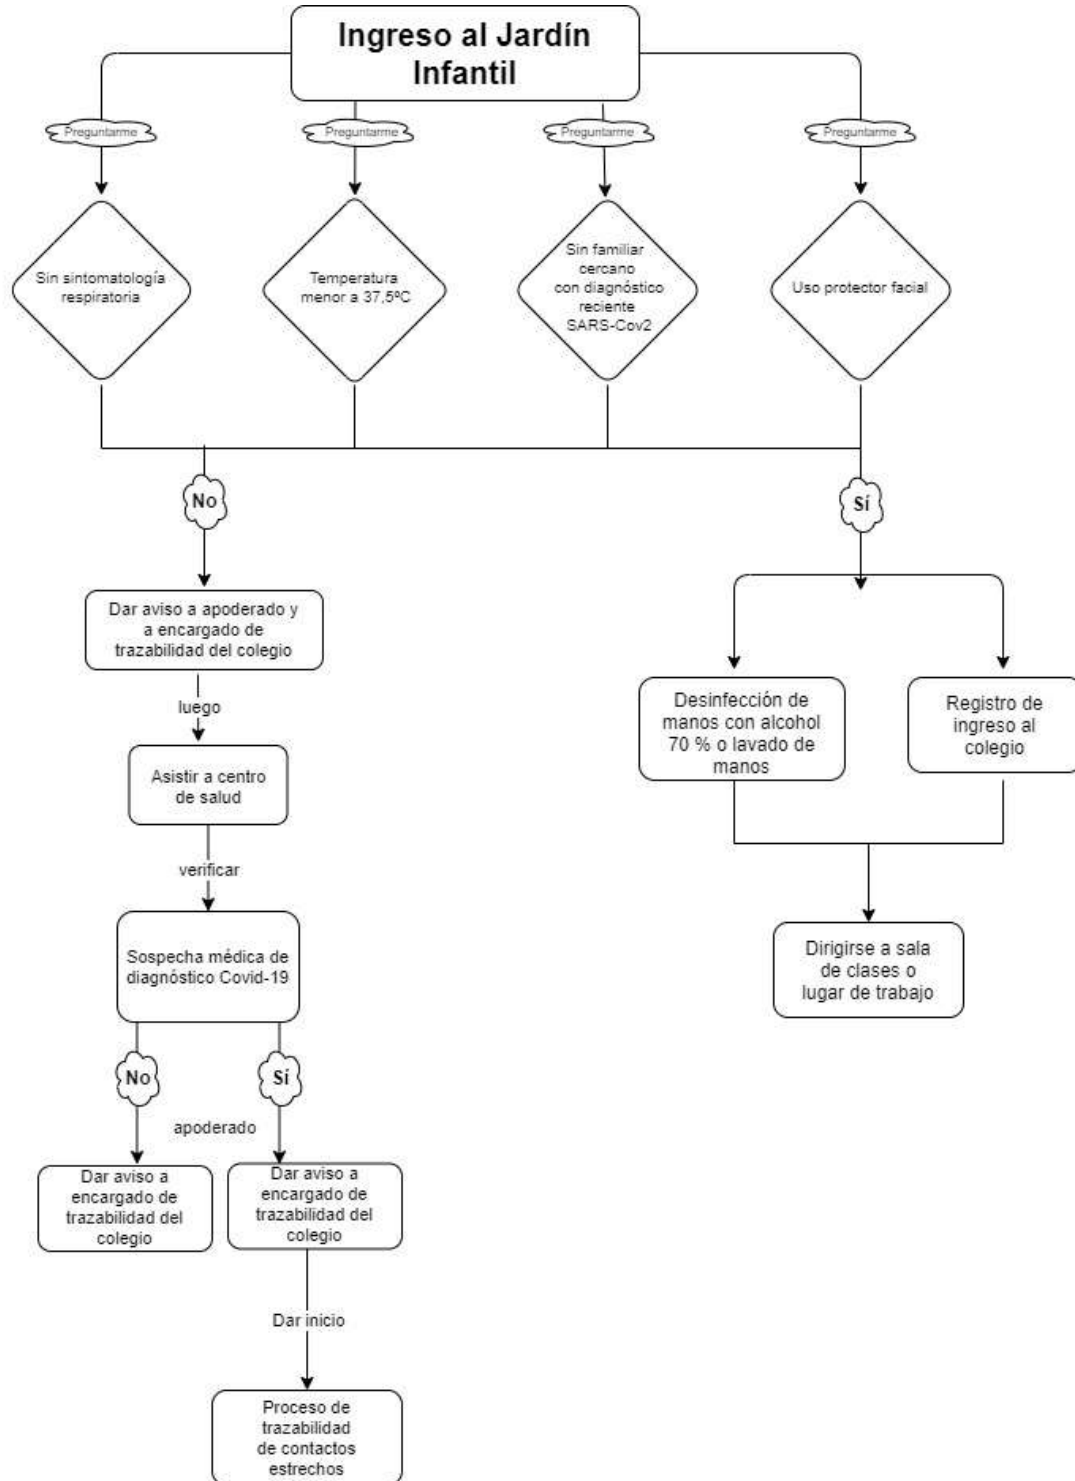 Ingreso al Jardín
Infantil
Preguntarme
Preguntarme
Preguntarme
Preguntarme
Sin sintomatología
respiratoria
Temperatura
menor a 37,5ºC
Sin familiar
cercano
con diagnóstico
reciente
SARS-Cov2
Uso protector facial
No
Sí
Dar aviso a apoderado y
a encargado de
trazabilidad del colegio
luego
Asistir a centro
de salud
verificar
Sospecha médica de
diagnóstico Covid-19
No
Sí
apoderado
Dar aviso a
encargado de
trazabilidad del
colegio
Dar aviso a
encargado de
trazabilidad del
colegio
Dar inicio
Proceso de
trazabilidad
de contactos
estrechos
Desinfección de
manos con alcohol
70 % o lavado de
manos
Registro de
ingreso al
colegio
Dirigirse a sala
de clases o
lugar de trabajo